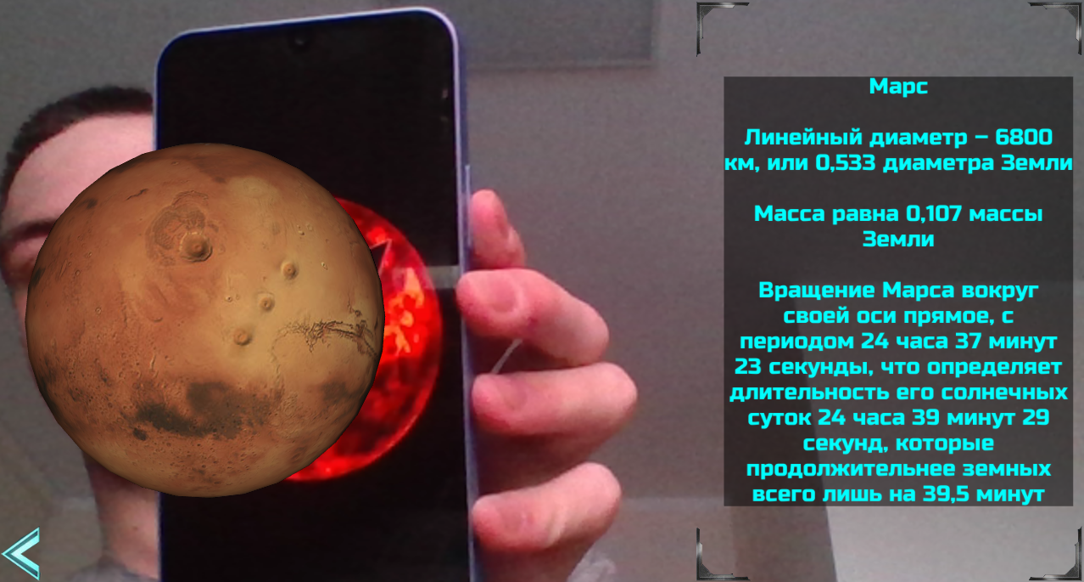 Марс
Линейный диаметр – 6800
км, или 0,533 диаметра Земли
Масса равна 0,107 массы
Земли
Вращение Марса вокруг
своей оси прямое, с
периодом 24 часа 37 минут
23 секунды, что определяет
длительность его солнечных
суток 24 часа 39 минут 29
секунд, которые
продолжительнее земных
всего лишь на 39,5 минут